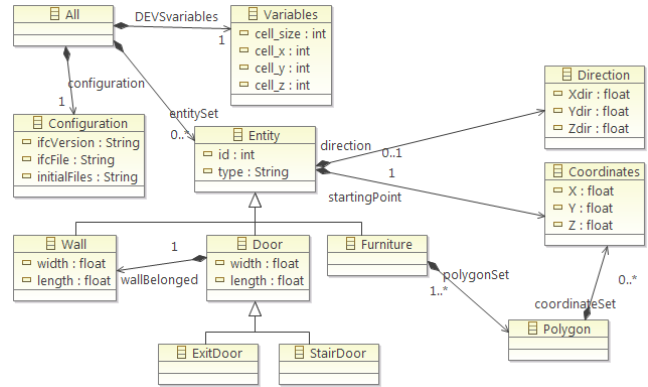 All
DEVSvariables
1
Variables
cell_size : int
cell_x : int
cell_y : int
cell_z : int
configuration
1
entitySet
0..*
Configuration
ifcVersion : String
ifcFile : String
initialFiles : String
Entity
id : int
type : String
direction
0..1
Direction
Xdir : float
Ydir : float
Zdir : float
startingPoint
1
Coordinates
X : float
Y : float
Z : float
Wall
width : float
length : float
1
wallBelonged
Door
width : float
length : float
Furniture
polygonSet
1..*
0..*
coordinateSet
Polygon
ExitDoor
StairDoor